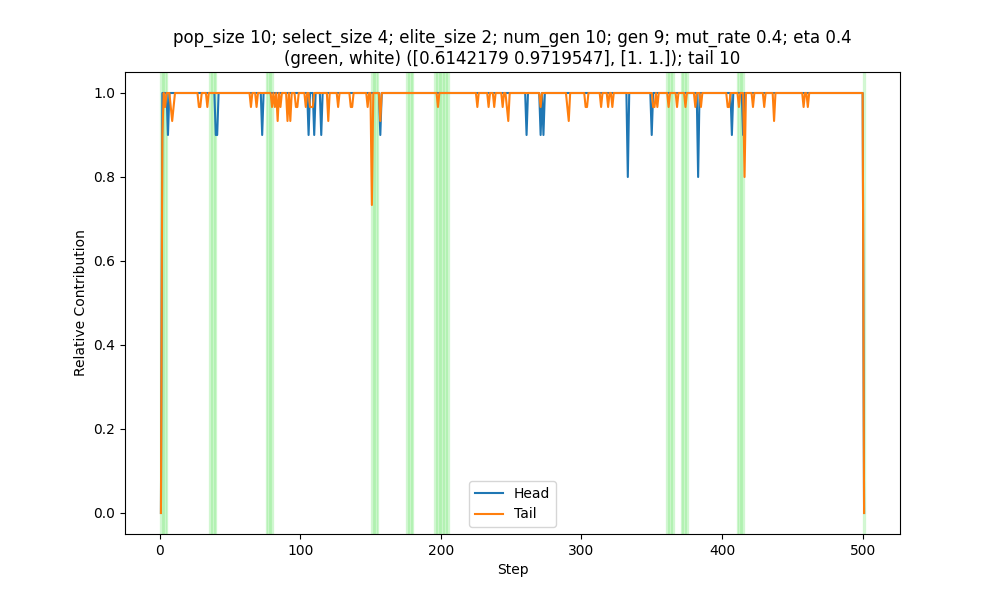 pop_size 10; select_size 4; elite_size 2; num_gen 10; gen 9; mut_rate 0.4; eta 0.4
(green, white) ([0.6142179 0.9719547], [1. 1.]); tail 10
Relative Contribution
1.0
0.8
0.6
0.4
0.2
0.0
Head
Tail
0
100
200
300
400
500
Step